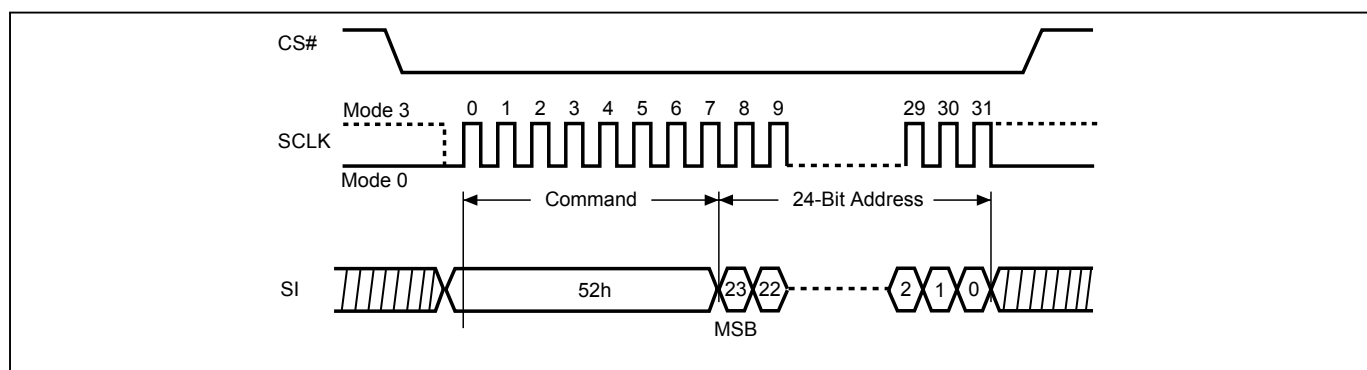 CS#
Mode 3
0 1 2 3 4 5 6 7 8 9 29 30 31
SCLK
Mode 0
Command 24-Bit Address
SI 52h 23 22 2 1 0
MSB